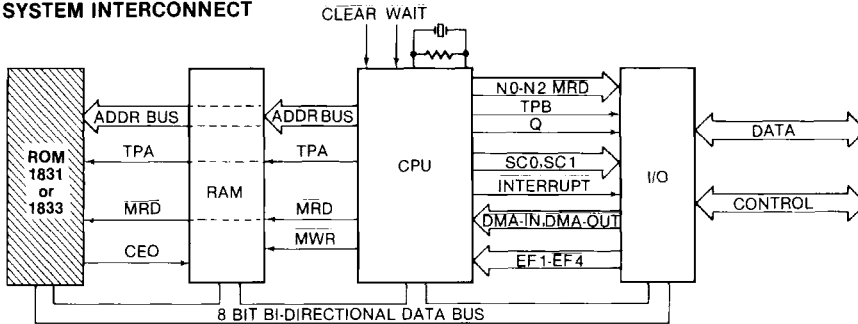 SYSTEM INTERCONNECT
CLEAR WAIT
ADDR BUS
ADDR BUS
ROM
1831
or
1833
TPA
TPA
RAM
MRD
MRD
CEO
MWR
CPU
N0-N2 MRD
TPB
Q
SC0,SC1
INTERRUPT
DMA-IN,DMA-OUT
EF1-EF4
I/O
DATA
CONTROL
8 BIT BI-DIRECTIONAL DATA BUS